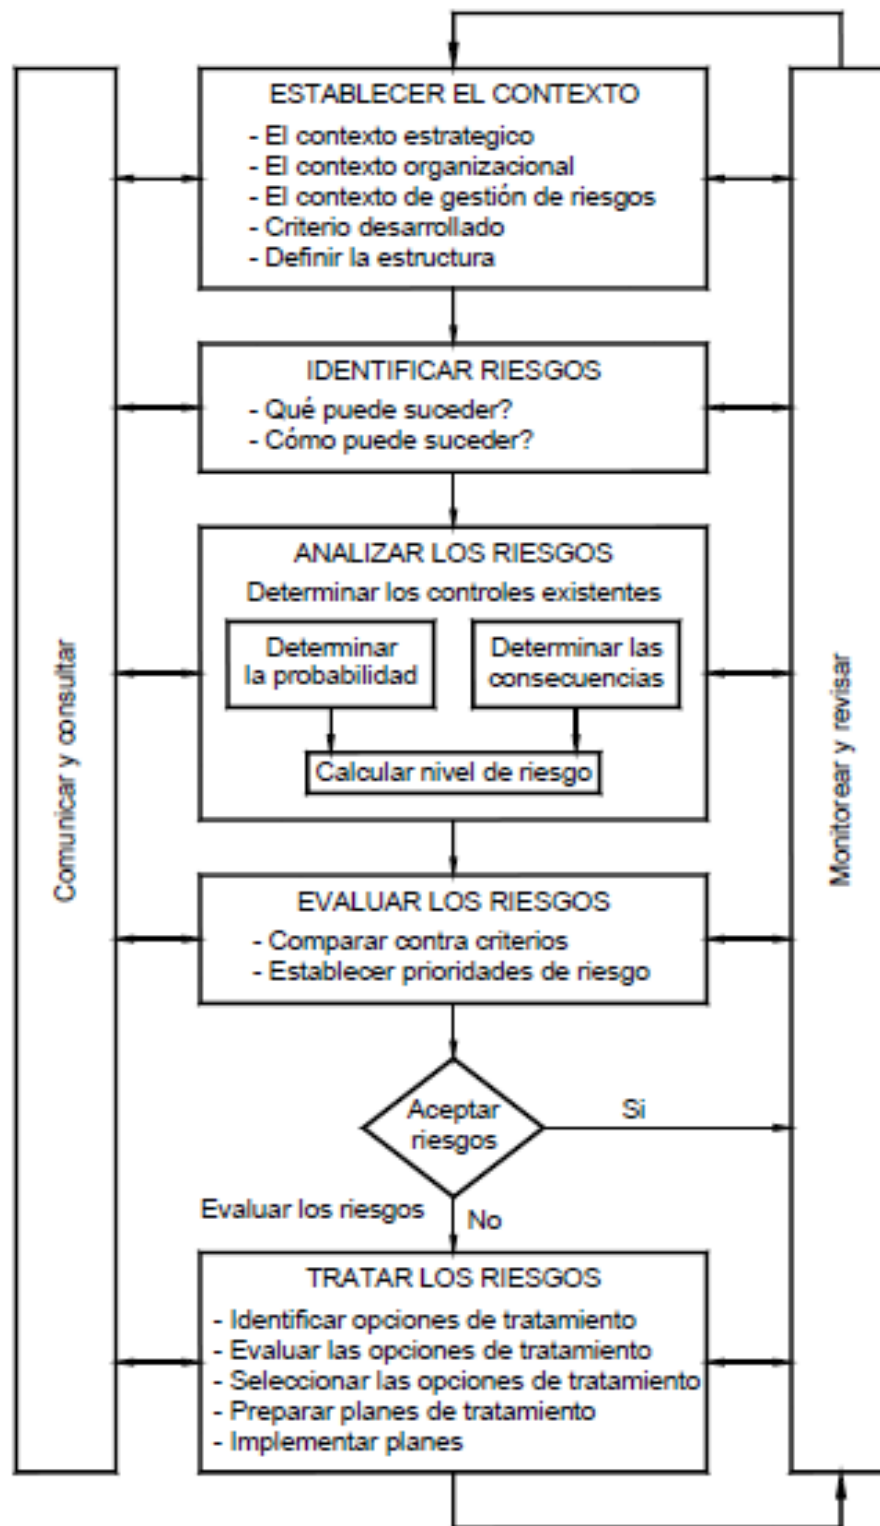 ESTABLECER EL CONTEXTO
- El contexto estrategico
- El contexto organizacional
- El contexto de gestión de riesgos
- Criterio desarrollado
- Definir la estructura
IDENTIFICAR RIESGOS
- Qué puede suceder?
- Cómo puede suceder?
ANALIZAR LOS RIESGOS
Determinar los controles existentes
Determinar
la probabilidad
Determinar las
consecuencias
Calcular nivel de riesgo
EVALUAR LOS RIESGOS
- Comparar contra criterios
- Establecer prioridades de riesgo
Aceptar
riesgos
Si
Evaluar los riesgos
No
TRATAR LOS RIESGOS
- Identificar opciones de tratamiento
- Evaluar las opciones de tratamiento
- Seleccionar las opciones de tratamiento
- Preparar planes de tratamiento
- Implementar planes
Comunicar y consultar
Monitorear y revisar